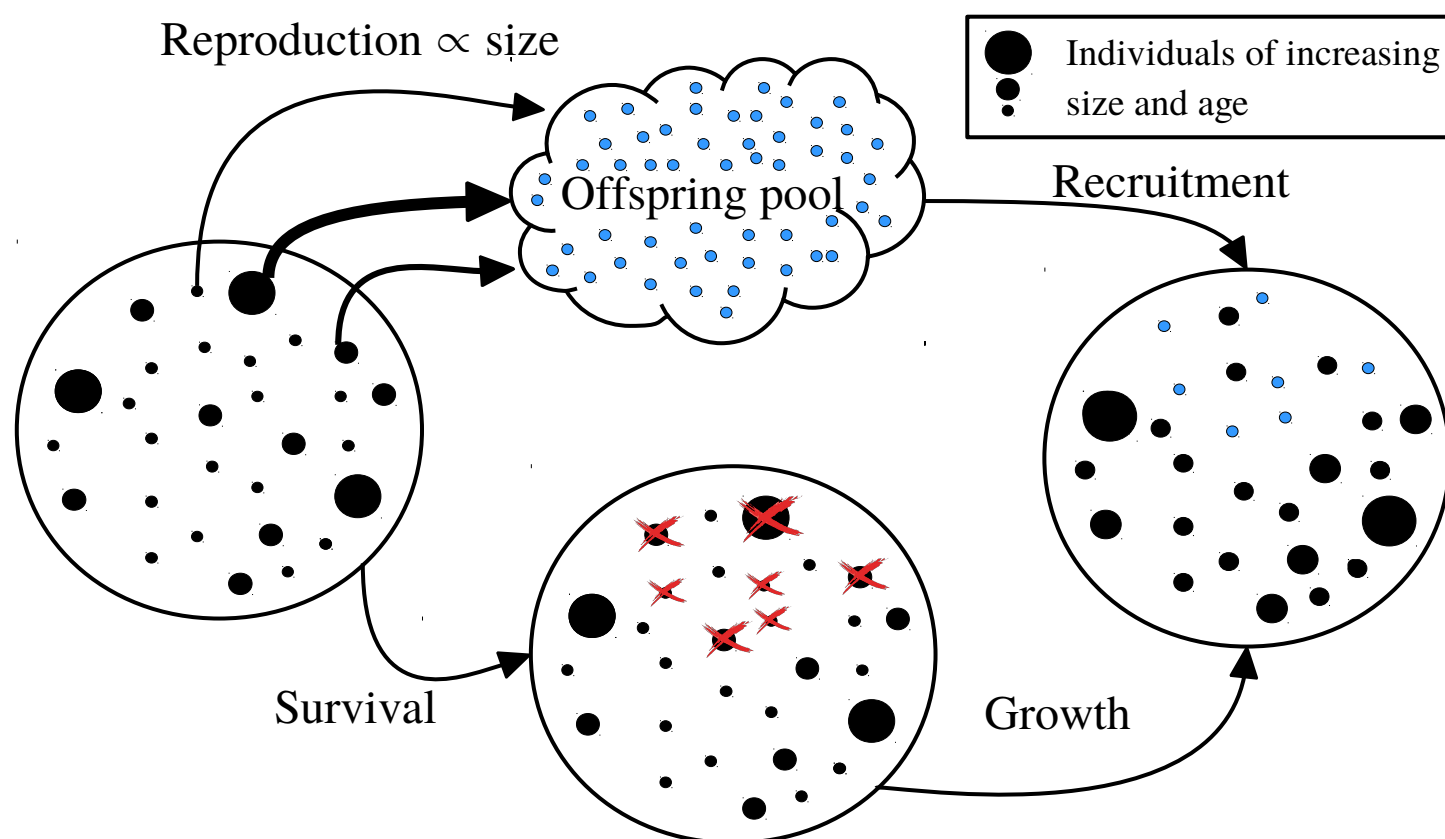 Reproduction ∝ size
Individuals of increasing
size and age
Offspring pool
Recruitment
Survival
Growth